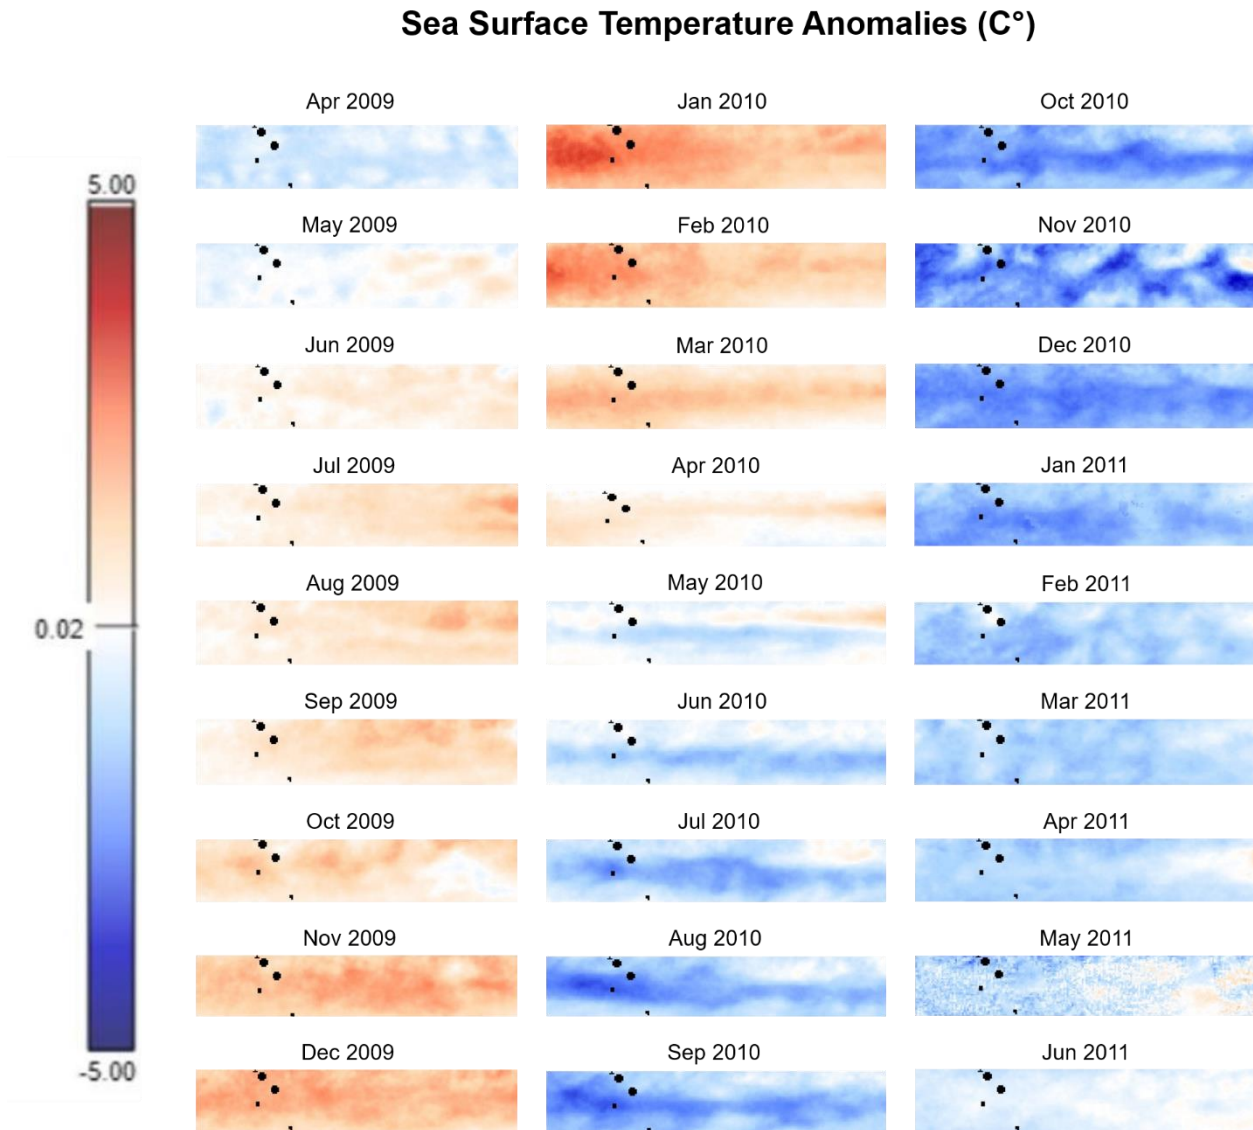 Sea Surface Temperature Anomalies (C°)
Apr 2009
Jan 2010
Oct 2010
5.00
May 2009
Feb 2010
Nov 2010
Jun 2009
Mar 2010
Dec 2010
Jul 2009
Apr 2010
Jan 2011
Aug 2009
May 2010
Feb 2011
0.02
Sep 2009
Jun 2010
Mar 2011
Oct 2009
Jul 2010
Apr 2011
Nov 2009
Aug 2010
May 2011
Dec 2009
Sep 2010
Jun 2011
-5.00